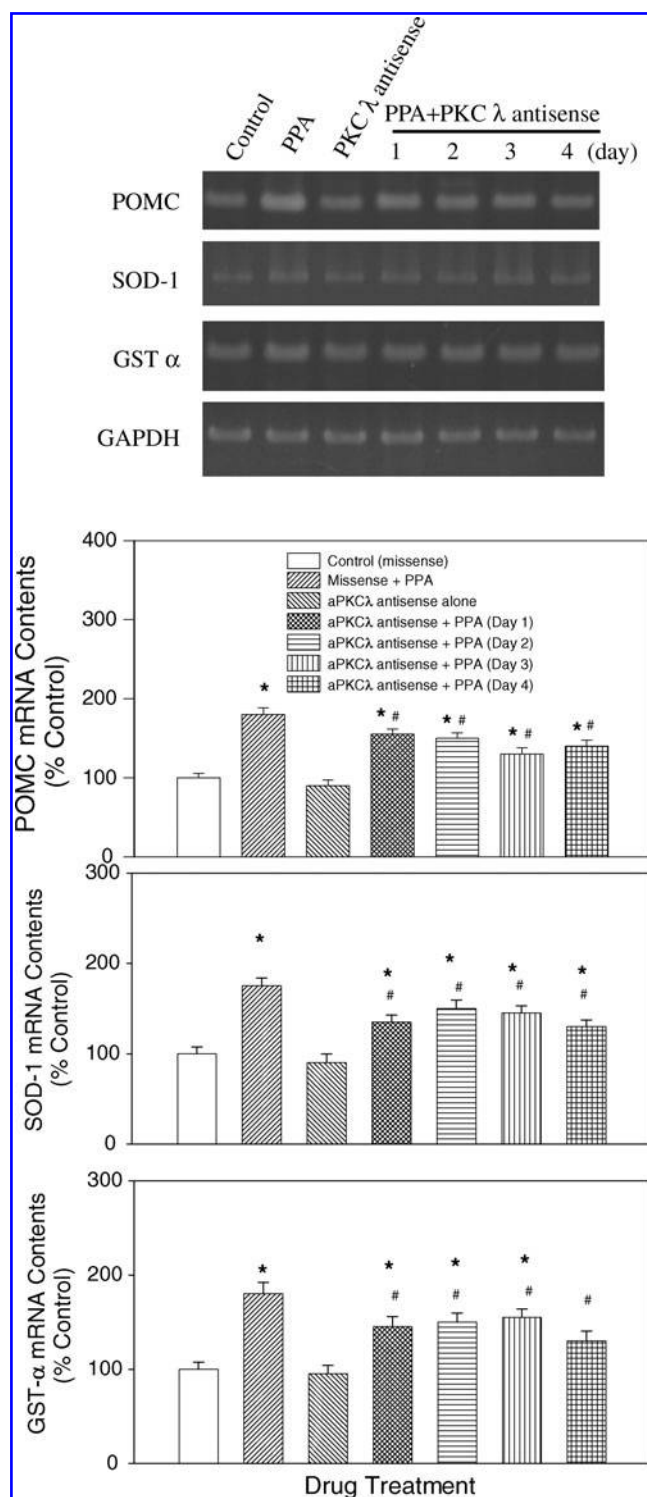 Control
PPA
PKC λ antisense
PPA+PKC λ antisense
1 2 3 4 (day)
POMC
SOD-1
GST α
GAPDH
POMC mRNA Contents
(% Control)
400
300
200
100
0
Control (missense)
Missense + PPA
aPKCλ antisense alone
aPKCλ antisense + PPA (Day 1)
aPKCλ antisense + PPA (Day 2)
aPKCλ antisense + PPA (Day 3)
aPKCλ antisense + PPA (Day 4)
* * # * # * # * #
SOD-1 mRNA Contents
(% Control)
300
200
100
0
* * * * *
# # # #
GST-α mRNA Contents
(% Control)
300
200
100
0
* * * *
# # # #
Drug Treatment